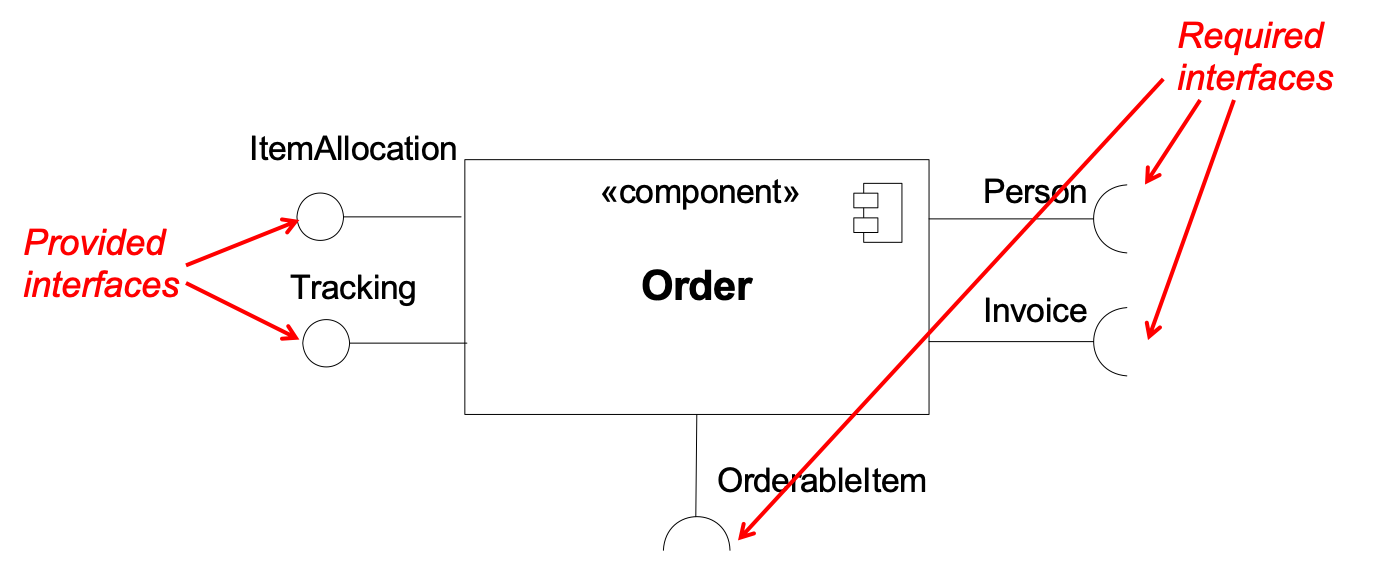 Required
interfaces
ItemAllocation
«component»
Person
Provided
interfaces
Tracking
Order
Invoice
OrderableItem